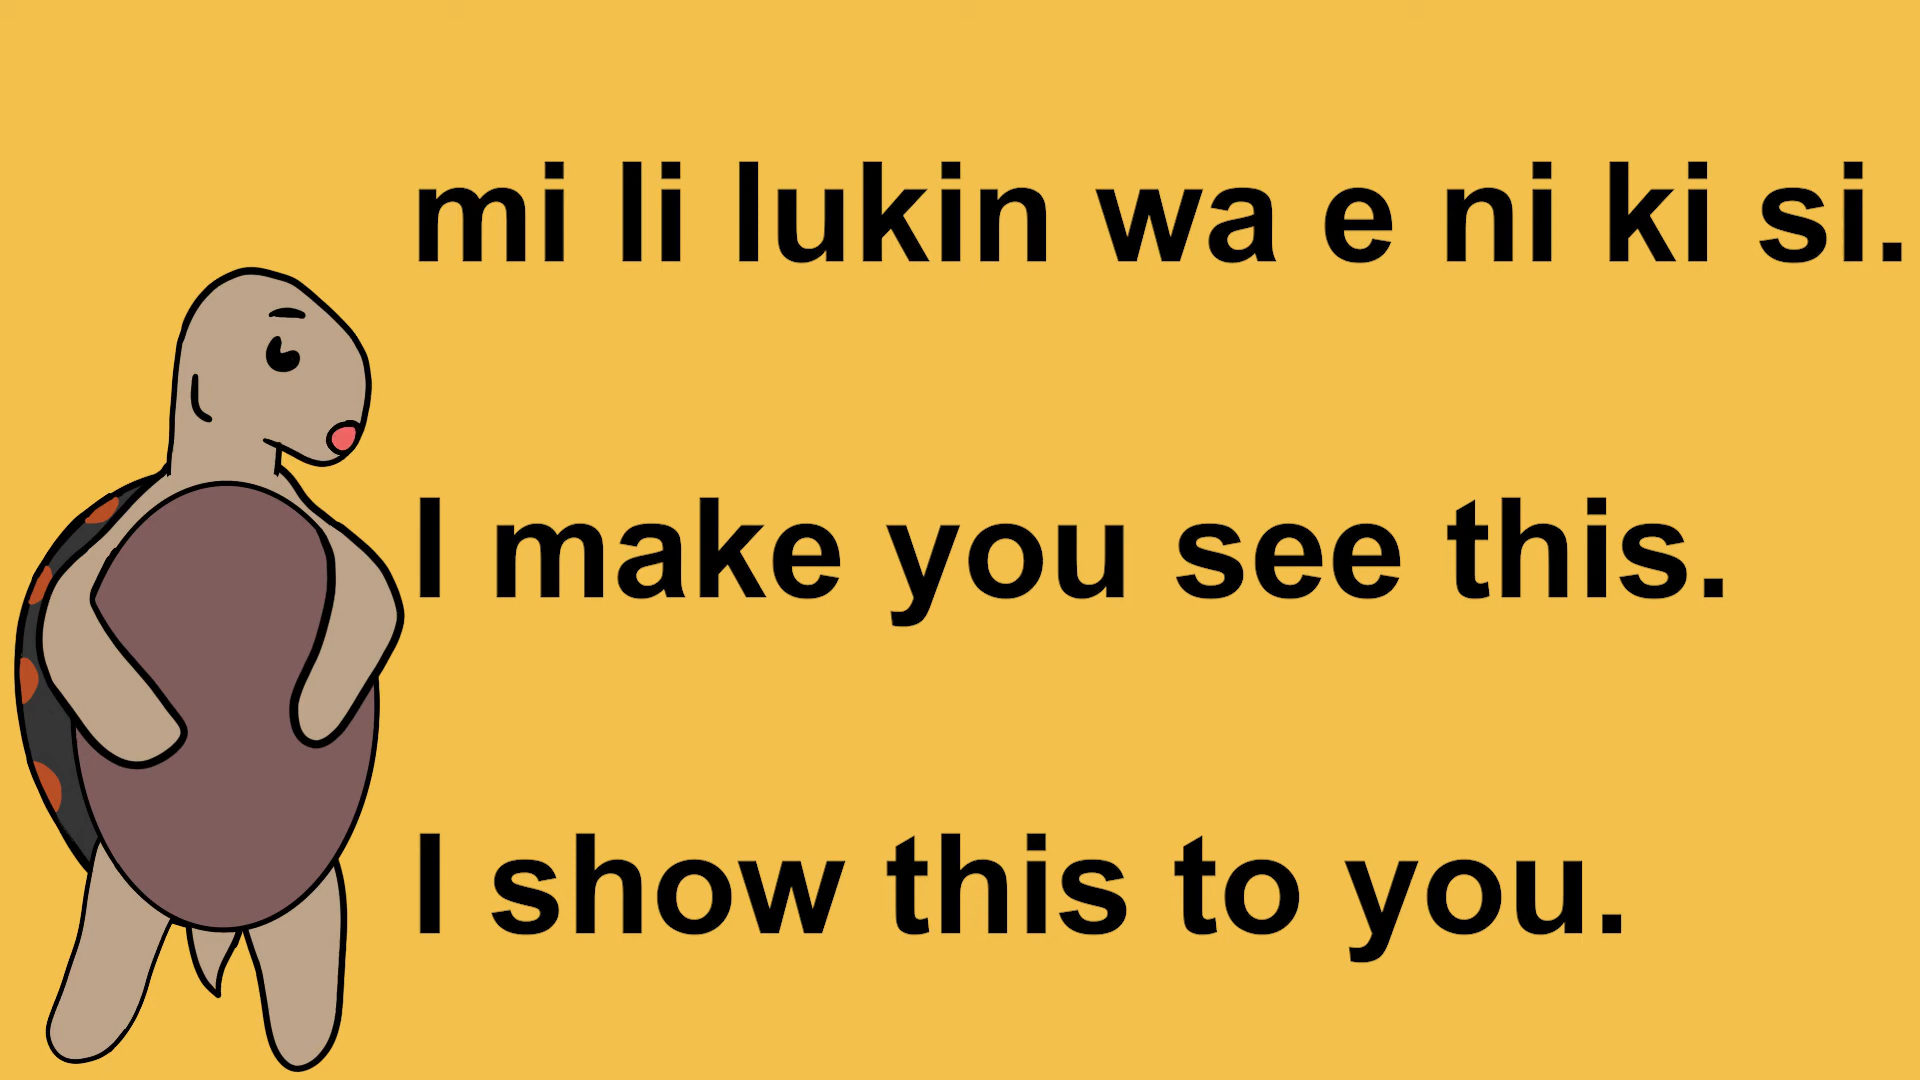 mi li lukin wa e ni ki si.
I make you see this.
I show this to you.